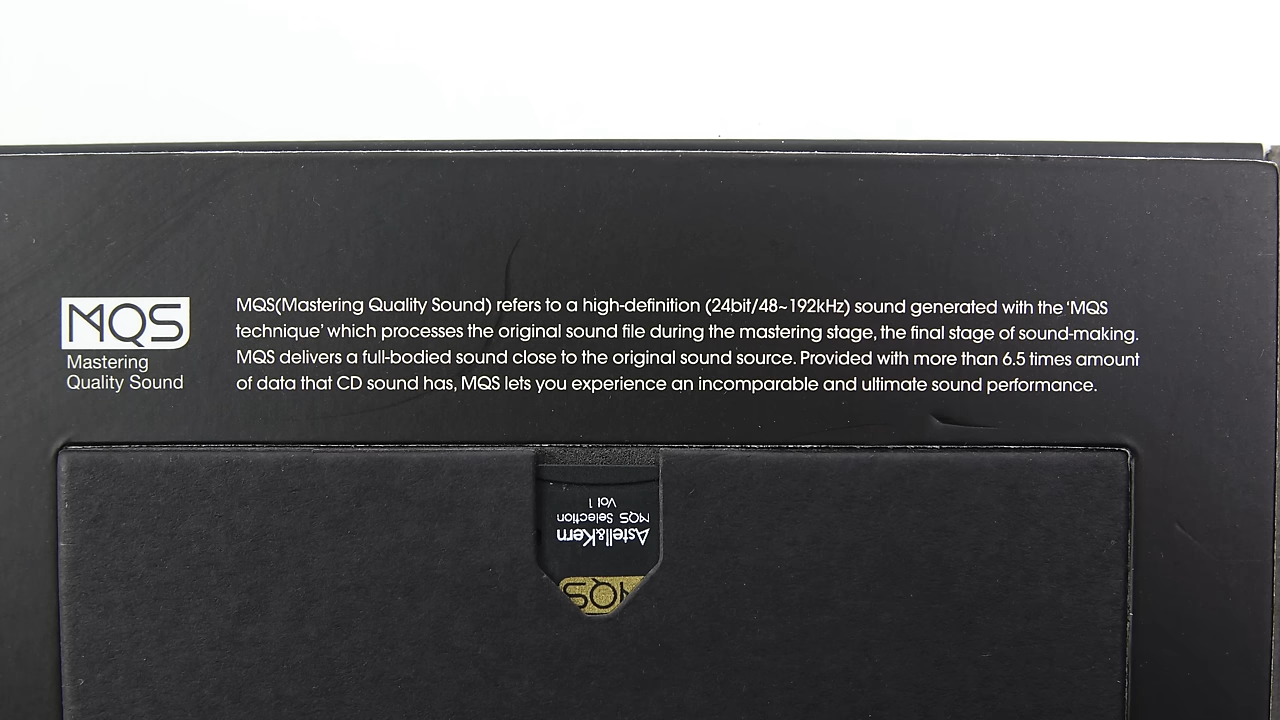 MQS
Mastering
Quality Sound
MQS(Mastering Quality Sound) refers to a high-definition (24bit/48~192kHz) sound generated with the ‘MQS
technique’ which processes the original sound file during the mastering stage, the final stage of sound-making.
MQS delivers a full-bodied sound close to the original sound source. Provided with more than 6.5 times amount
of data that CD sound has, MQS lets you experience an incomparable and ultimate sound performance.
MQS
Astell&Kern
MQS Selection
Vol 1